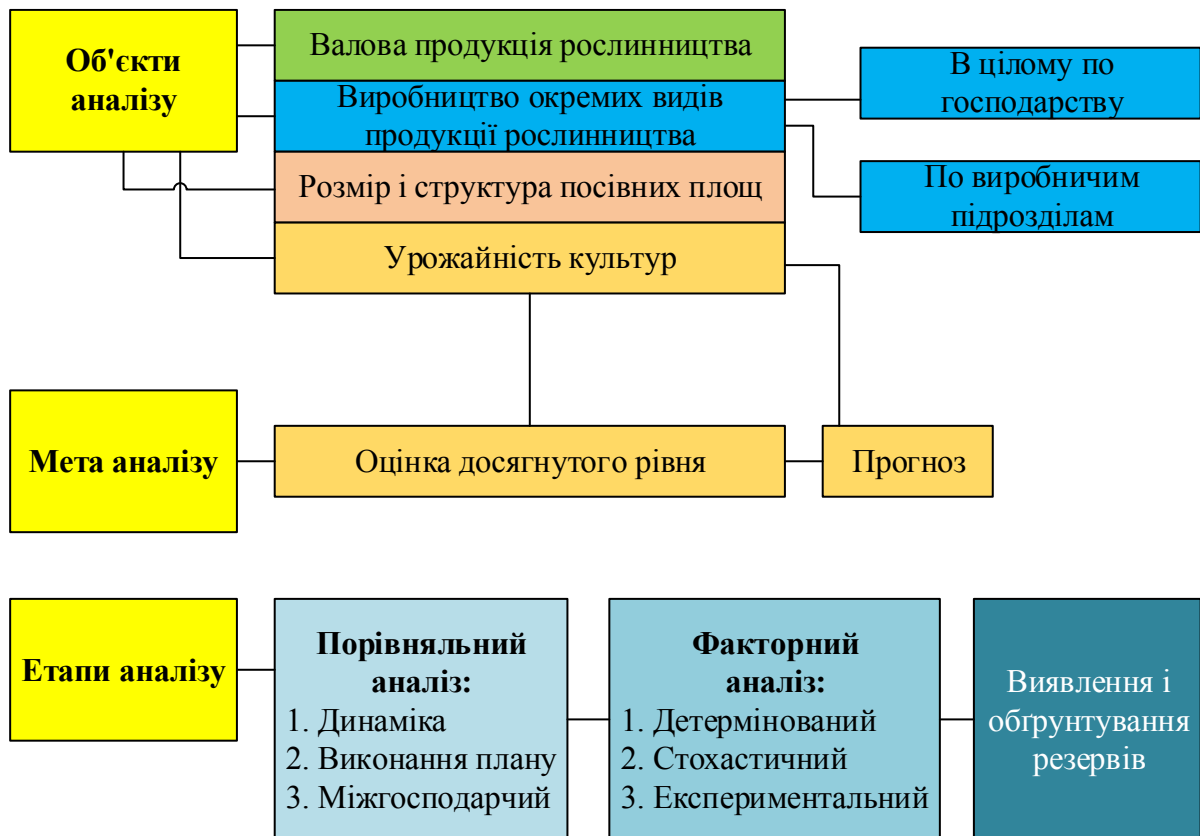 Об'єкти
аналізу
Валова продукція рослинництва
Виробництво окремих видів
продукції рослинництва
Розмір і структура посівних площ
Урожайність культур
В цілому по
господарству
По виробничим
підрозділам
Мета аналізу
Оцінка досягнутого рівня
Прогноз
Етапи аналізу
Порівняльний
аналіз:
1. Динаміка
2. Виконання плану
3. Міжгосподарчий
Факторний
аналіз:
1. Детермінований
2. Стохастичний
3. Експериментальний
Виявлення і
обґрунтування
резервів